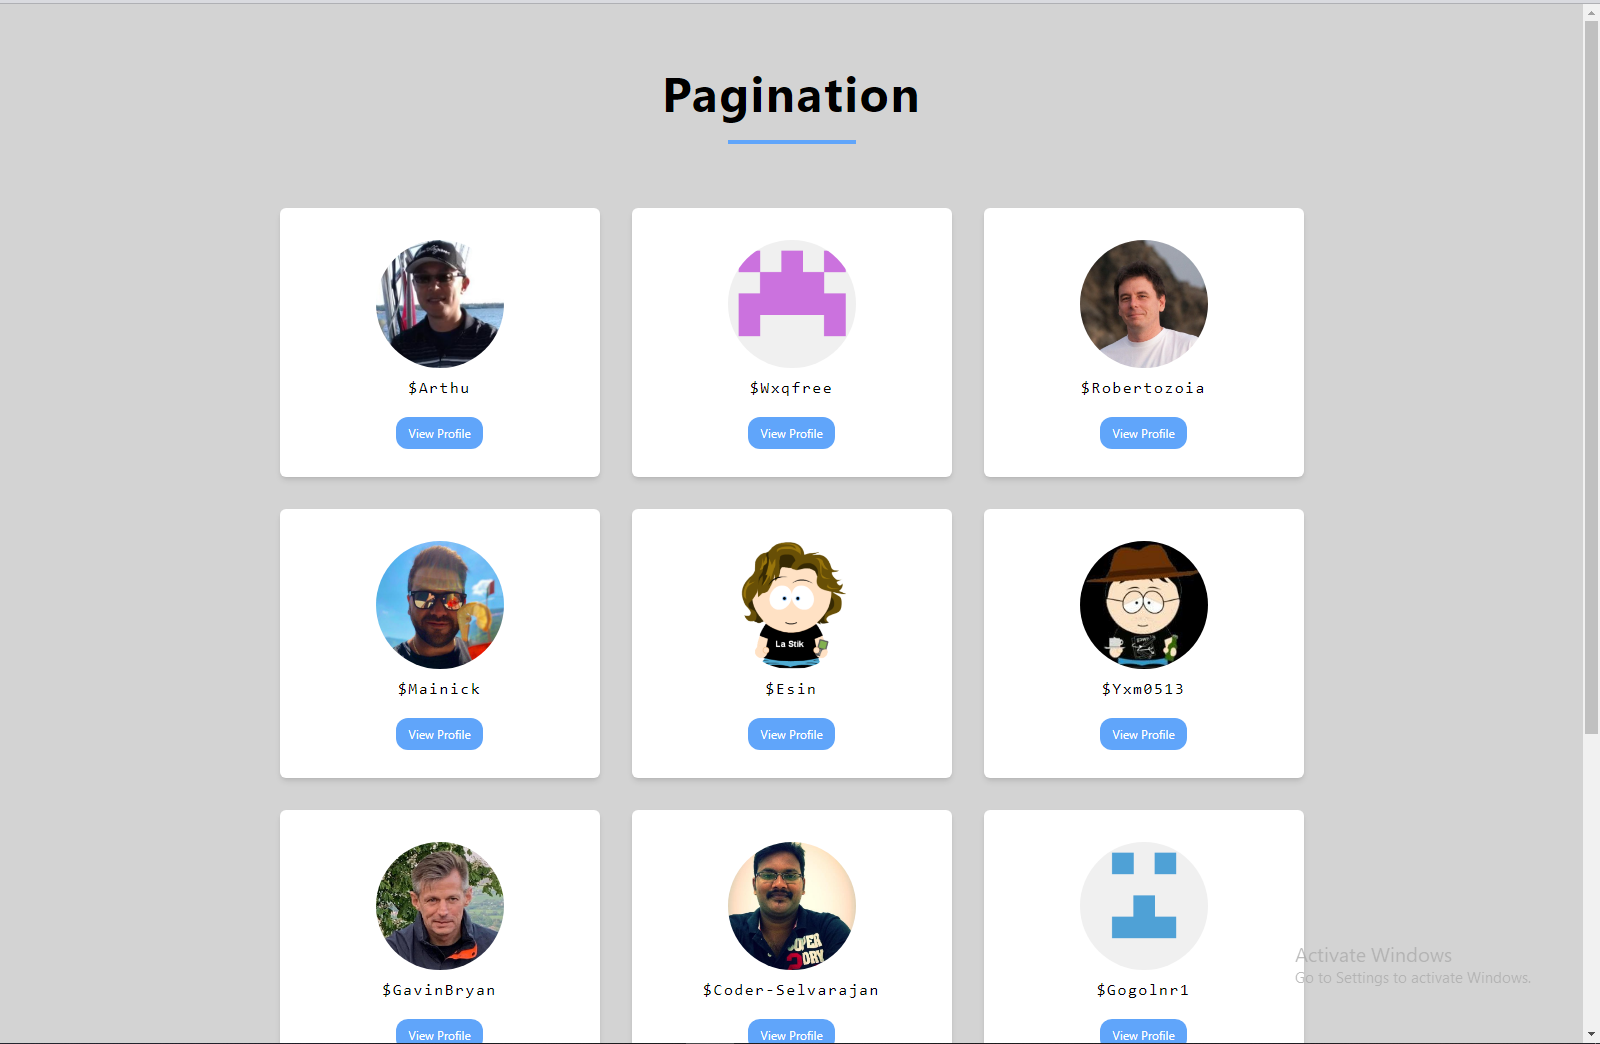 Pagination
$Arthu
$Wxqfree
$Robertozoia
View Profile
View Profile
View Profile
La Stik
$Mainick
$Esin
$Yxm0513
View Profile
View Profile
View Profile
$GavinBryan
$Coder-Selvarajan
$Gogolnr1
View Profile
View Profile
View Profile
Activate Windows
Go to Settings to activate Windows.